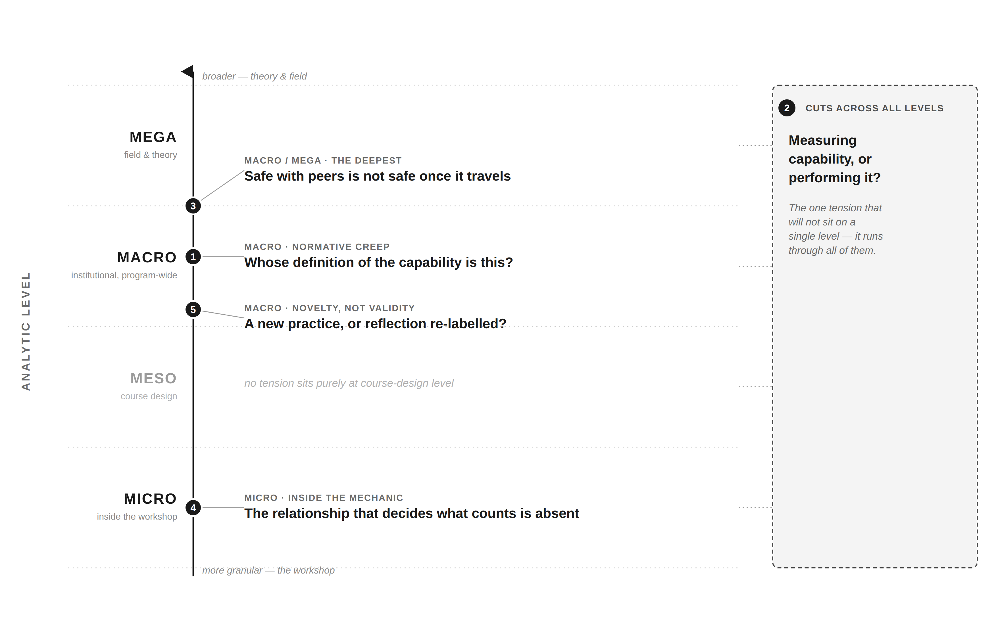 broader — theory & field
2
CUTS ACROSS ALL LEVELS
Measuring
capability, or
performing it?
The one tension that
will not sit on a
single level — it runs
through all of them.
ANALYTIC LEVEL
MEGA
field & theory
MACRO / MEGA · THE DEEPEST
Safe with peers is not safe once it travels
3
MACRO
institutional, program-wide
1
MACRO · NORMATIVE CREEP
Whose definition of the capability is this?
5
MACRO · NOVELTY, NOT VALIDITY
A new practice, or reflection re-labelled?
MESO
course design
no tension sits purely at course-design level
MICRO
inside the workshop
4
MICRO · INSIDE THE MECHANIC
The relationship that decides what counts is absent
more granular — the workshop